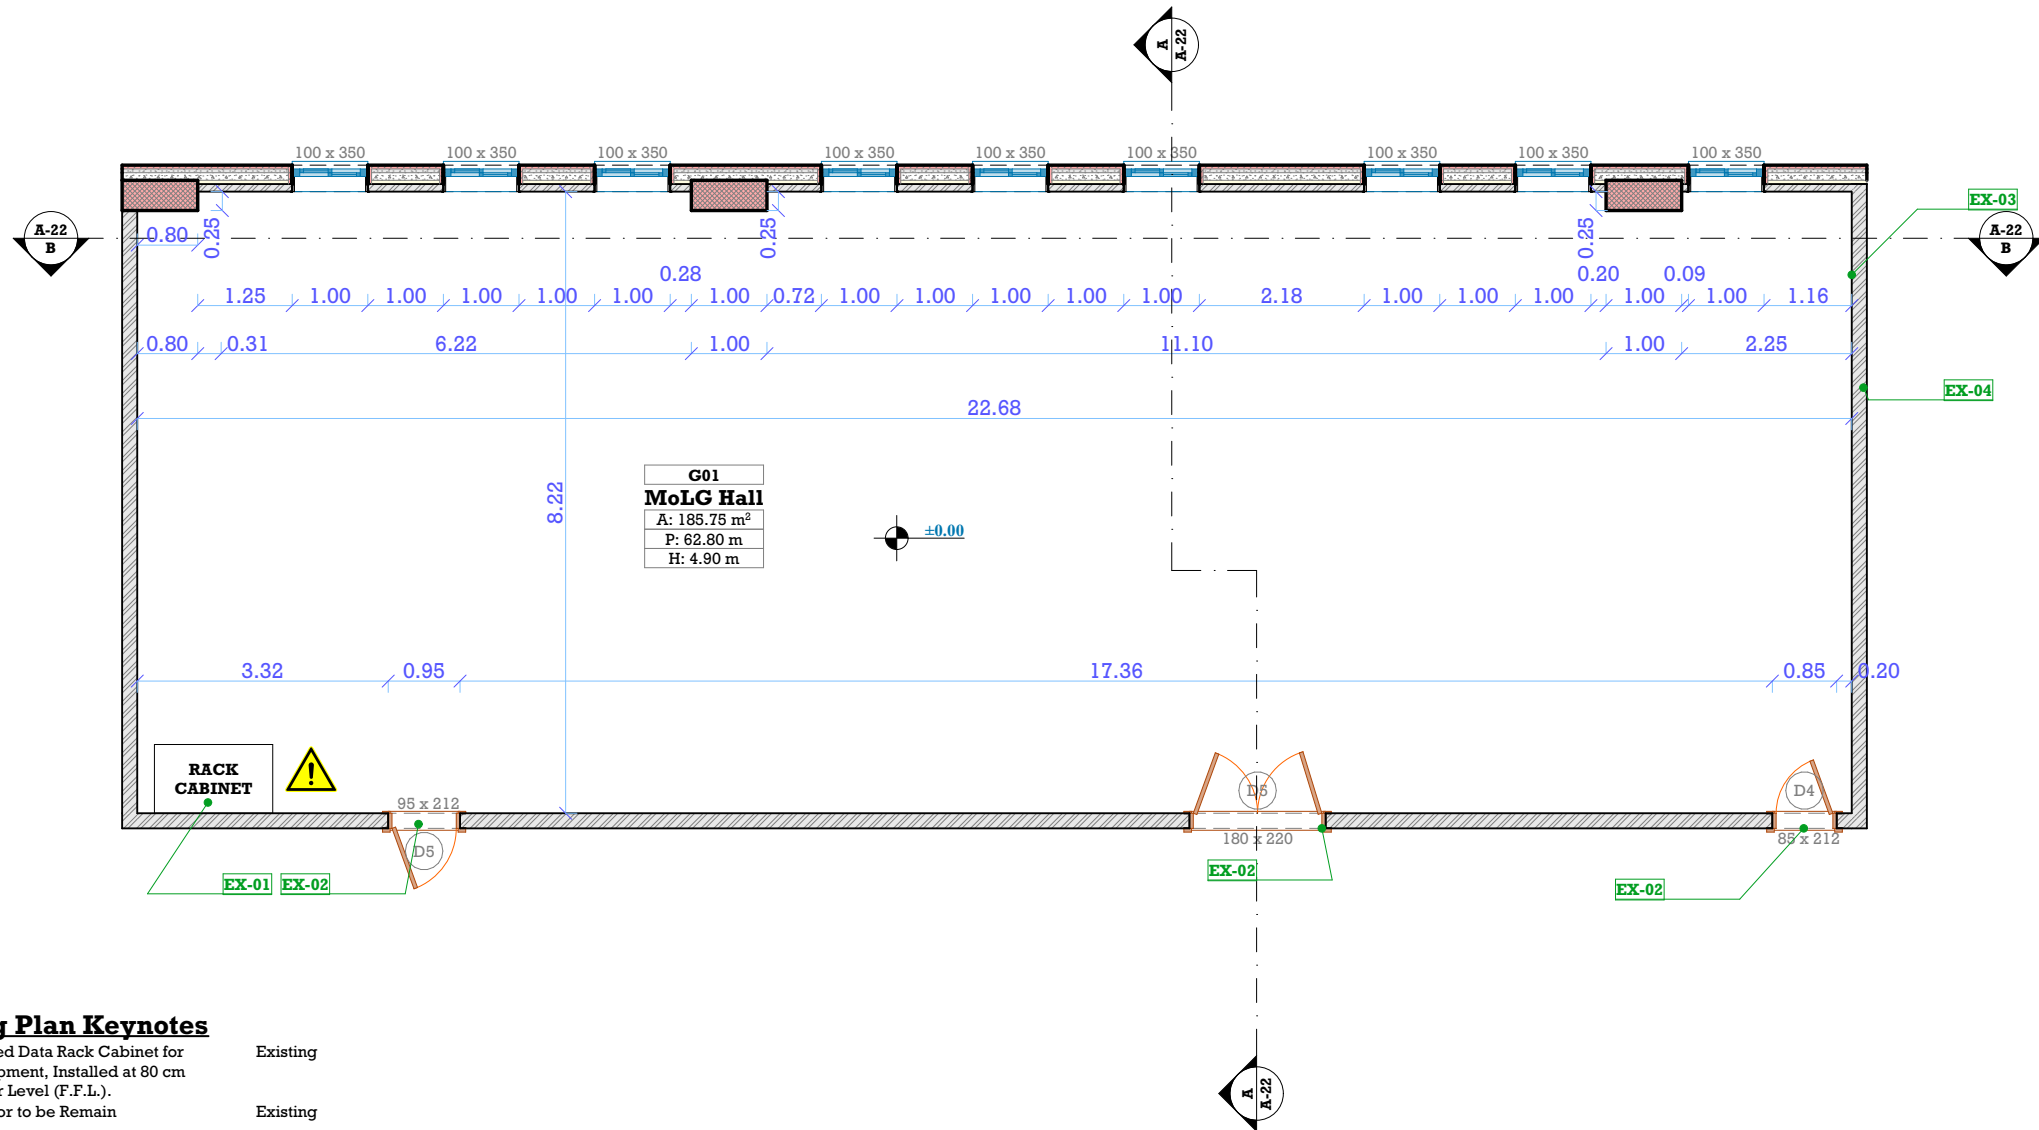 A
A-22
100 x 350
100 x 350
100 x 350
100 x 350
100 x 350
100 x 350
100 x 350
100 x 350
100 x 350
EX-03
A-22
B
A-22
B
0.80
0.25
0.25
0.25
0.28
0.20
0.09
1.25
1.00
1.00
1.00
1.00
1.00
1.00
0.72
1.00
1.00
1.00
1.00
1.00
2.18
1.00
1.00
1.00
1.00
1.00
1.16
0.80
0.31
6.22
1.00
11.10
1.00
2.25
EX-04
22.68
8.22
G01
MoLG Hall
A: 185.75 m²
P: 62.80 m
H: 4.90 m
±0.00
3.32
0.95
17.36
0.85
0.20
RACK
CABINET
!
95 x 212
D5
D5
180 x 220
D4
85 x 212
EX-01
EX-02
EX-02
EX-02
g Plan Keynotes
ed Data Rack Cabinet for Existing
pment, Installed at 80 cm
r Level (F.F.L.).
or to be Remain Existing
A
A-22